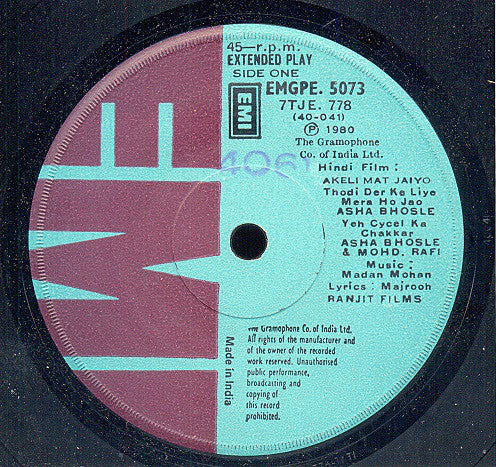 45—r.p.m.
EXTENDED PLAY
SIDE ONE
EMI
EMGPE. 5073
7TJE. 778
(40-041)
Ⓟ 1980
The Gramophone
Co. of India Ltd.
406
Hindi Film :
AKELI MAT JAIYO
Thodi Der Ke Liye
Mera Ho Jao
ASHA BHOSLE
Yeh Cycel Ka
Chakkar
ASHA BHOSLE
& MOHD. RAFI
Music :
Madan Mohan
Lyrics : Majrooh
RANJIT FILMS
The Gramophone Co. of India Ltd.
All rights of the manufacturer and
of the owner of the recorded
work reserved. Unauthorised
public performance,
broadcasting and
copying of
this record
prohibited.
Made in India
EMI